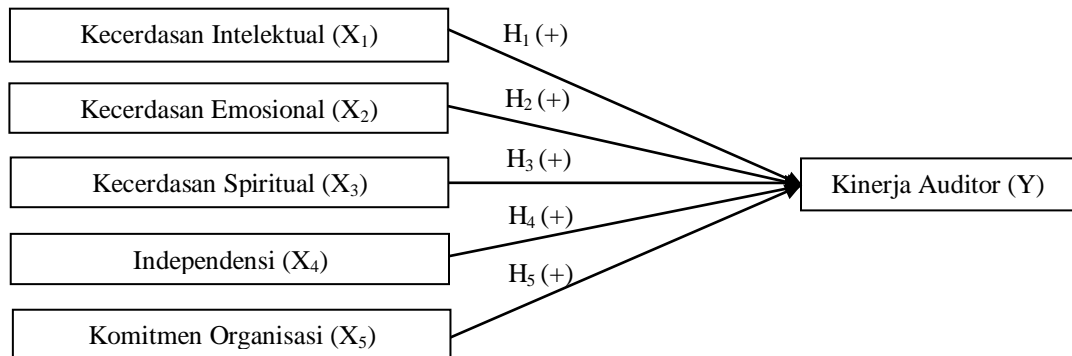 Kecerdasan Intelektual (X₁)
H₁ (+)
Kecerdasan Emosional (X₂)
H₂ (+)
Kecerdasan Spiritual (X₃)
H₃ (+)
Kinerja Auditor (Y)
Independensi (X₄)
H₄ (+)
Komitmen Organisasi (X₅)
H₅ (+)